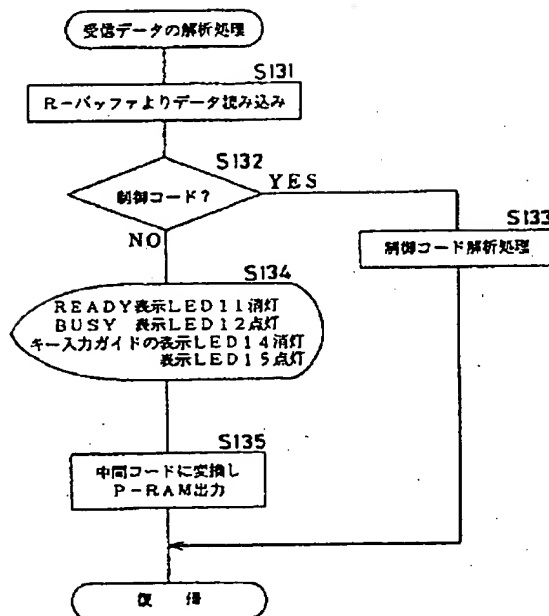 受信データの解析処理
S131
R-バッファよりデータ読み込み
S132
制御コード?
YES
NO
S133
制御コード解析処理
S134
READY表示LED11消灯
BUSY 表示LED12点灯
キー入力ガイドの表示LED14消灯
表示LED15点灯
S135
中間コードに変換し
P-RAM出力
復 帰